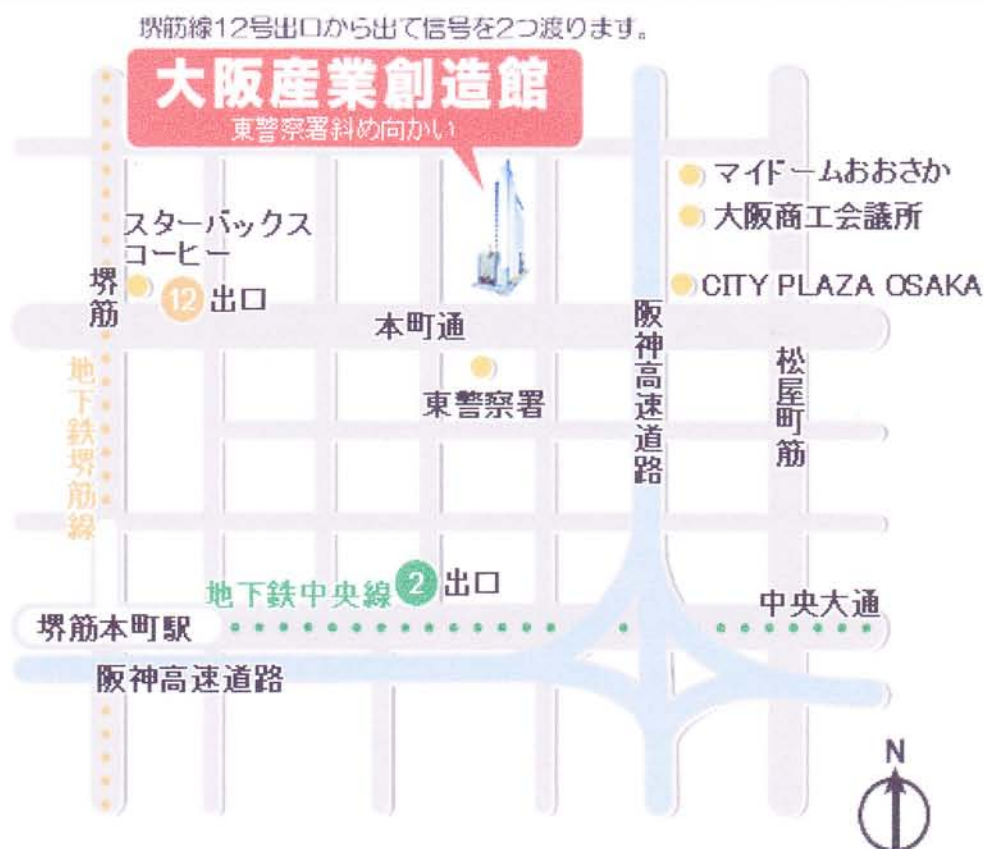 堺筋線12号出口から出て信号を2つ渡ります。
大阪産業創造館
東警察署斜め向かい
マイドームおおさか
大阪商工会議所
スターバックス
コーヒー
堺筋
12 出口
CITY PLAZA OSAKA
本町通
阪神高速道路
松屋町筋
地下鉄堺筋線
東警察署
地下鉄中央線 2 出口
中央大通
堺筋本町駅
阪神高速道路
N